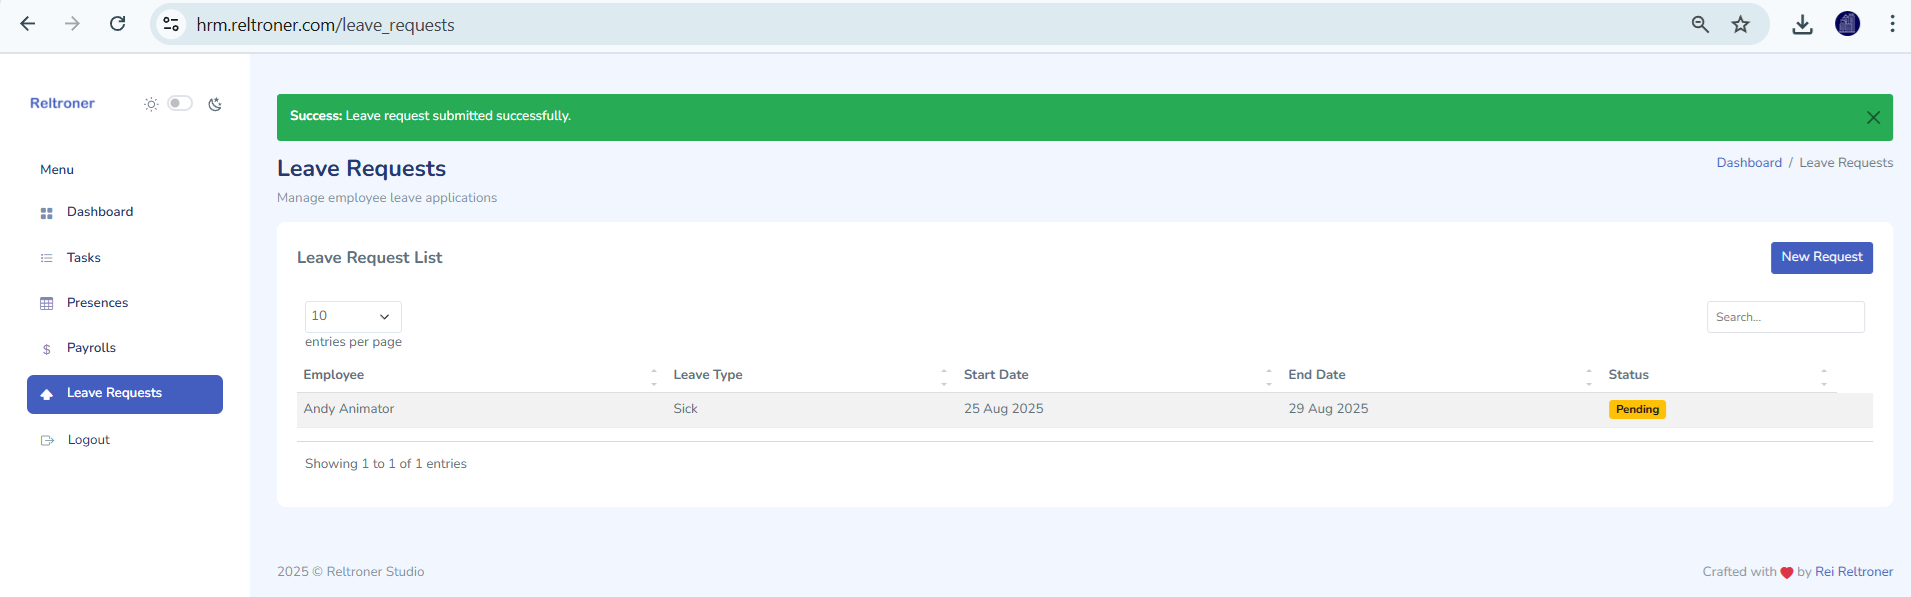 hrm.reltroner.com/leave_requests
Reltroner
Menu
Dashboard
Tasks
Presences
$ Payrolls
Leave Requests
Logout
Success: Leave request submitted successfully.
Leave Requests
Dashboard / Leave Requests
Manage employee leave applications
Leave Request List
New Request
10
entries per page
Search...
Employee Leave Type Start Date End Date Status
Andy Animator Sick 25 Aug 2025 29 Aug 2025 Pending
Showing 1 to 1 of 1 entries
2025 © Reltroner Studio
Crafted with ❤ by Rei Reltroner